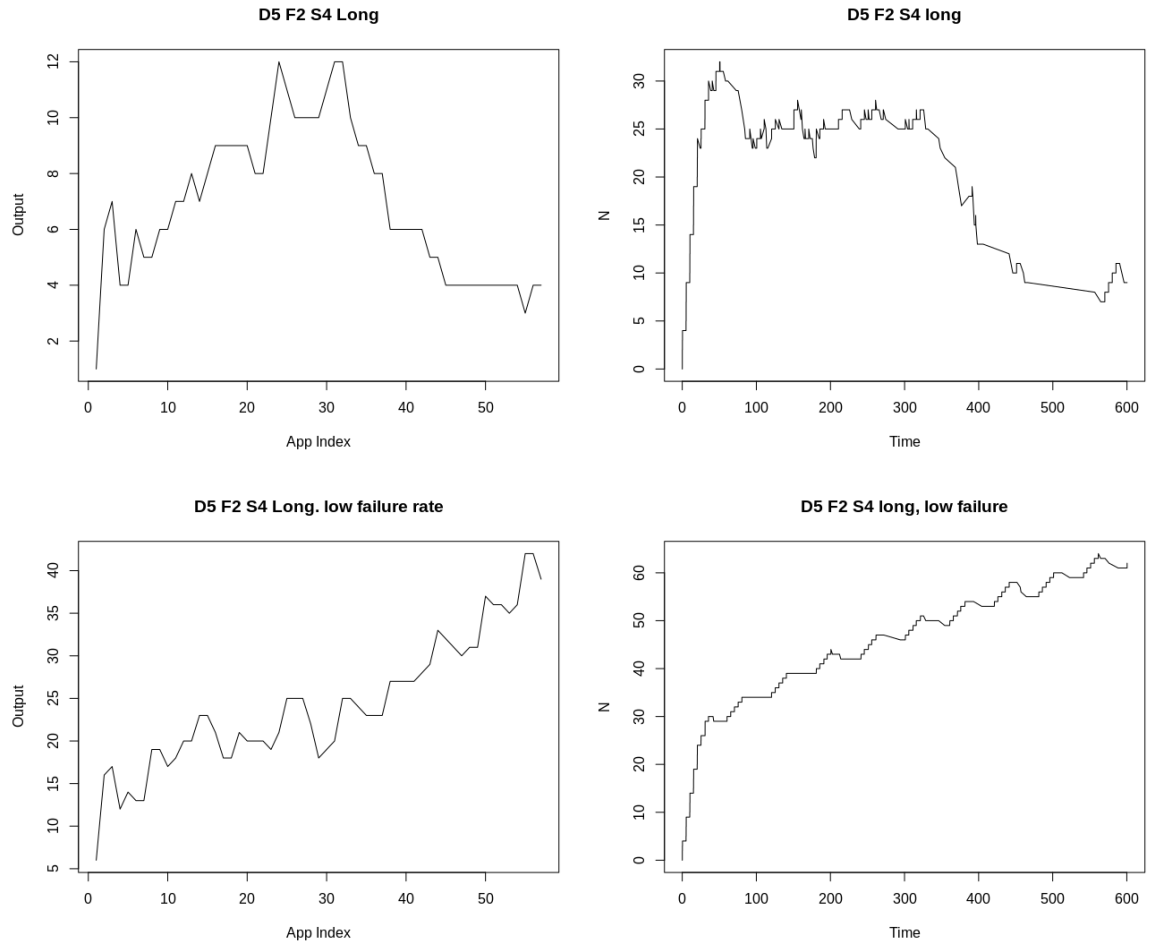 D5 F2 S4 Long
12
10
8
6
4
2
Output
0 10 20 30 40 50
App Index
D5 F2 S4 long
30
25
20
15
10
5
0
N
0 100 200 300 400 500 600
Time
D5 F2 S4 Long. low failure rate
40
35
30
25
20
15
10
5
Output
0 10 20 30 40 50
App Index
D5 F2 S4 long, low failure
60
50
40
30
20
10
0
N
0 100 200 300 400 500 600
Time